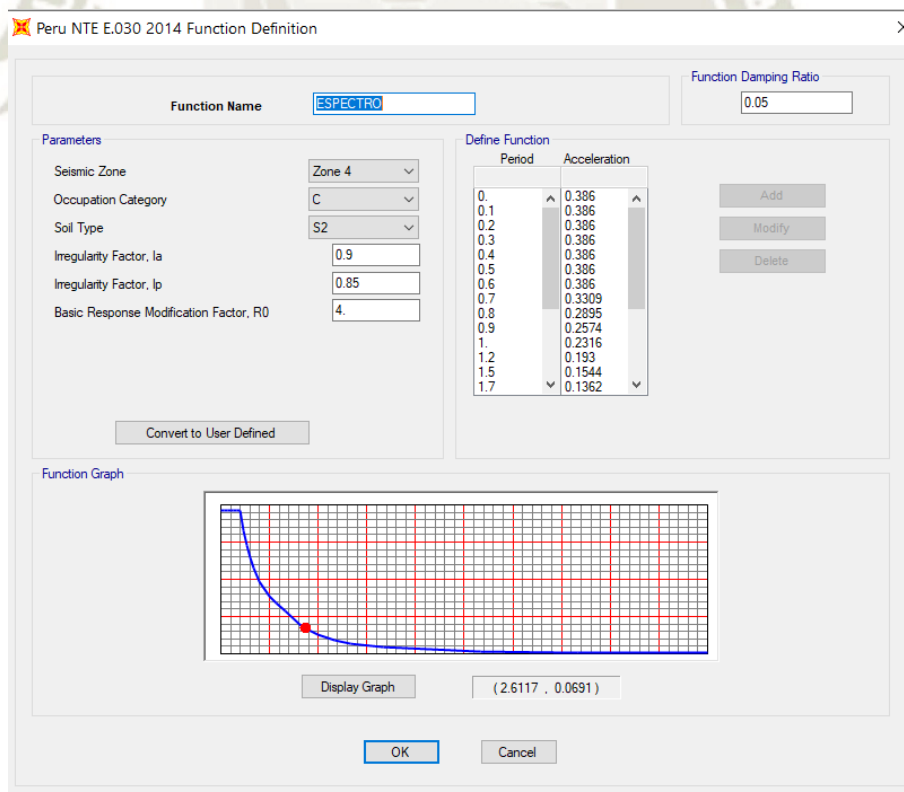 Peru NTE E.030 2014 Function Definition
Function Damping Ratio
Function Name ESPECTRO 0.05
Parameters
Seismic Zone Zone 4
Occupation Category C
Soil Type S2
Irregularity Factor, Ia 0.9
Irregularity Factor, Ip 0.85
Basic Response Modification Factor, R0 4.
Convert to User Defined
Define Function
Period Acceleration
0. 0.386
0.1 0.386
0.2 0.386
0.3 0.386
0.4 0.386
0.5 0.386
0.6 0.386
0.7 0.3309
0.8 0.2895
0.9 0.2574
1. 0.2316
1.2 0.193
1.5 0.1544
1.7 0.1362
Add
Modify
Delete
Function Graph
Display Graph (2.6117 , 0.0691)
OK Cancel